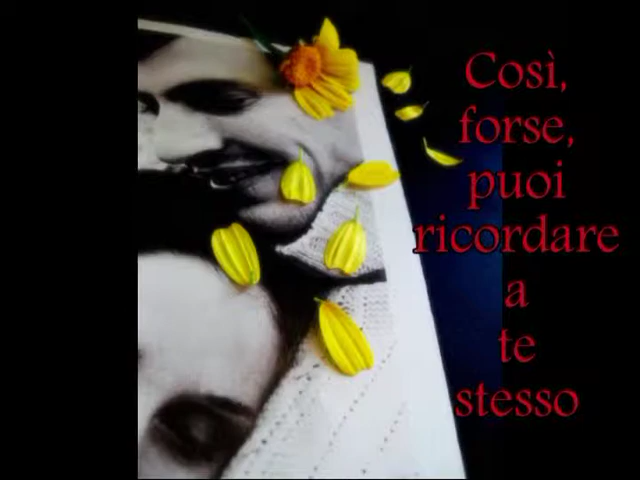 Così,
forse,
puoi
ricordare
a
te
stesso